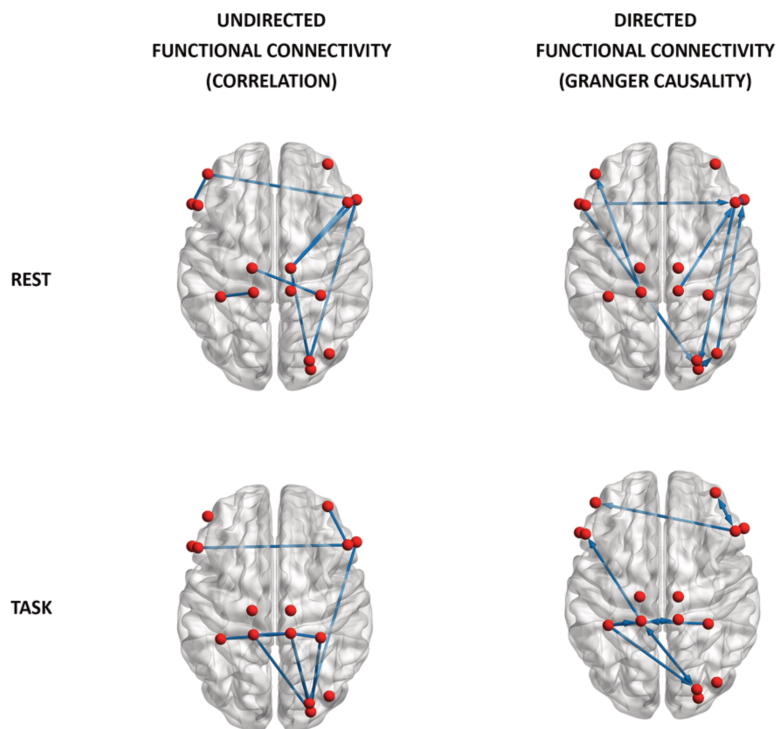 UNDIRECTED
FUNCTIONAL CONNECTIVITY
(CORRELATION)
DIRECTED
FUNCTIONAL CONNECTIVITY
(GRANGER CAUSALITY)
REST
TASK